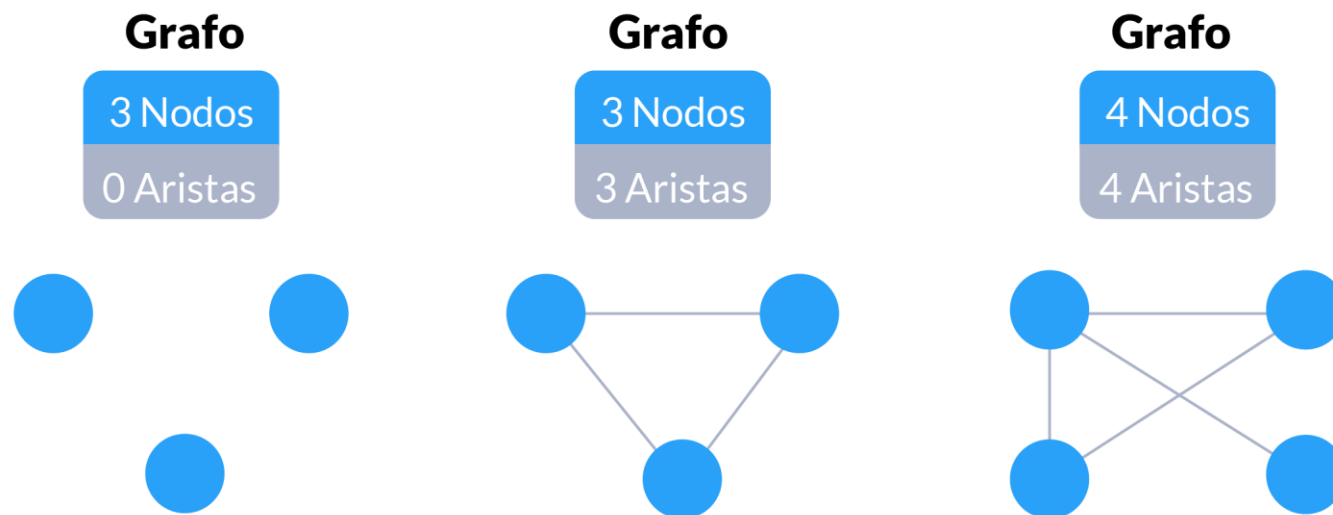 Grafo
3 Nodos
0 Aristas
Grafo
3 Nodos
3 Aristas
Grafo
4 Nodos
4 Aristas